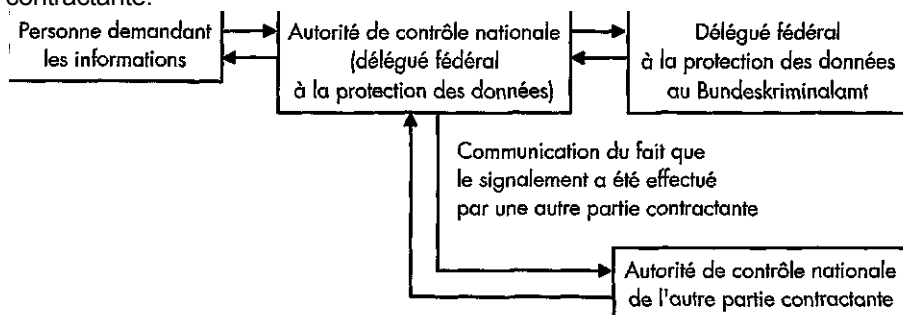 contractante.
Personne demandant
les informations
Autorité de contrôle nationale
(délégué fédéral
à la protection des données)
Délégué fédéral
à la protection des données
au Bundeskriminalamt
Communication du fait que
le signalement a été effectué
par une autre partie contractante
Autorité de contrôle nationale
de l'autre partie contractante